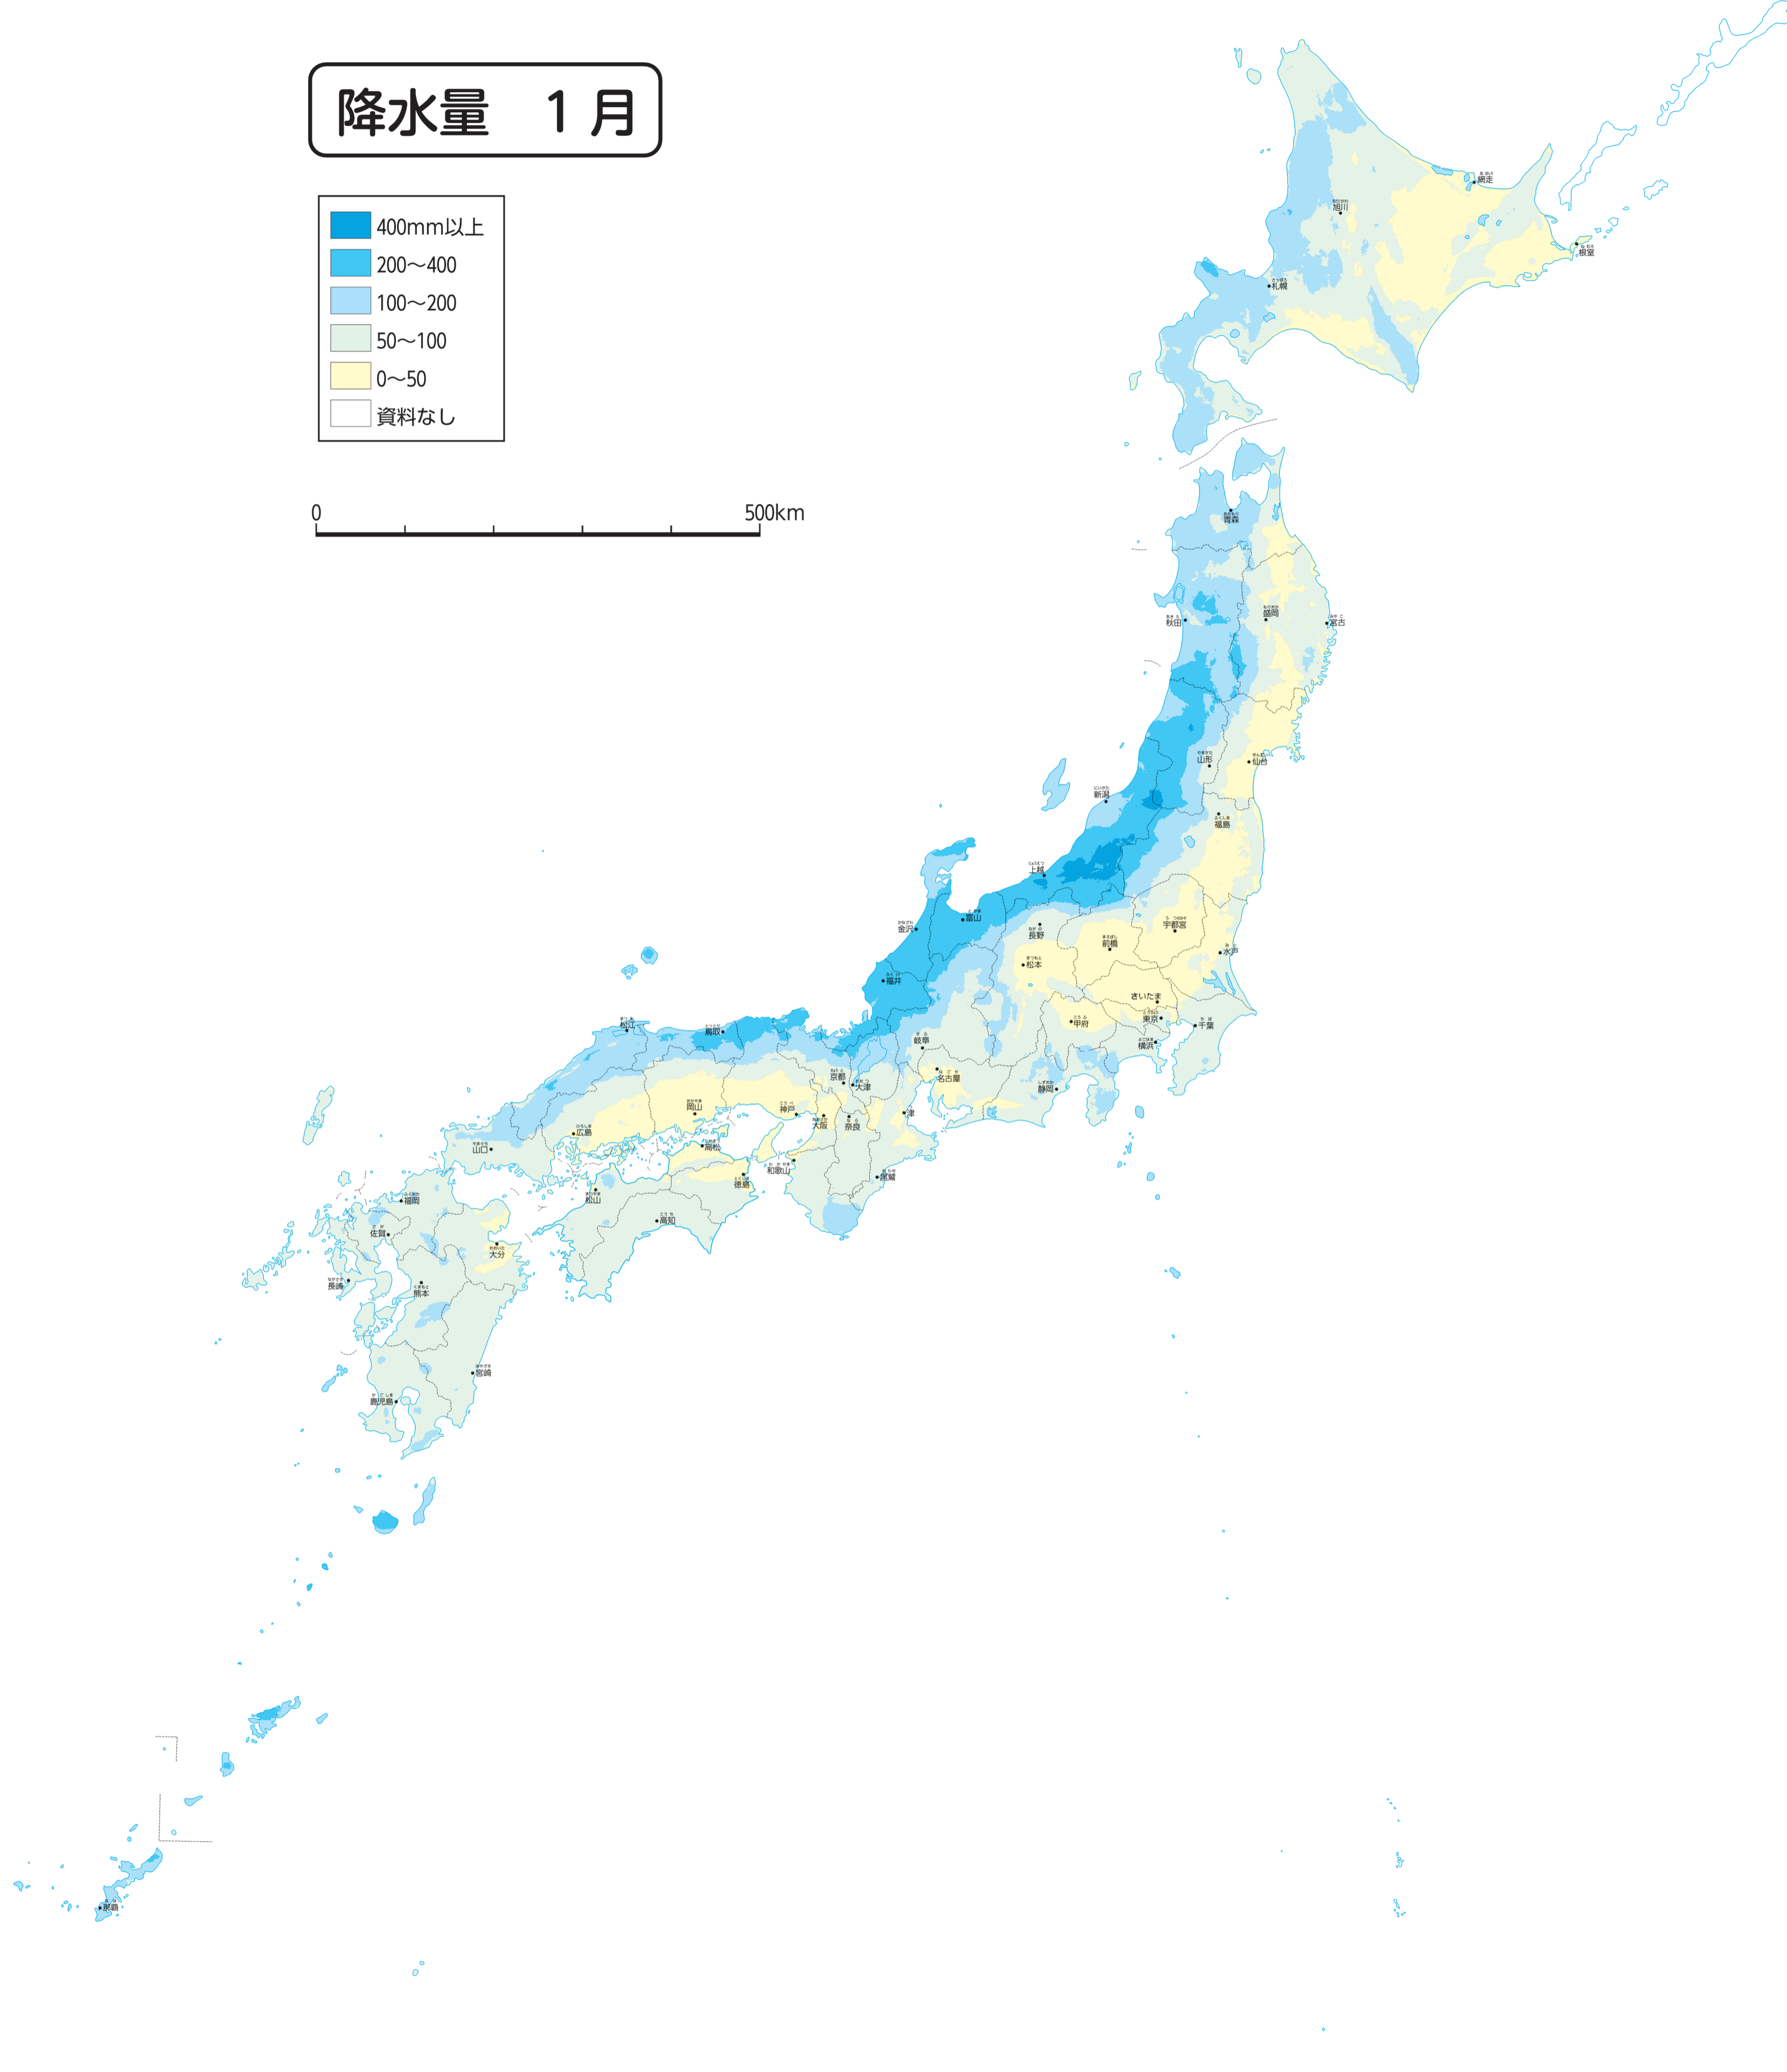 降水量　1月
400mm以上
200～400
100～200
50～100
0～50
資料なし
0
500km
網走
旭川
根室
札幌
青森
盛岡
宮古
秋田
山形
仙台
新潟
福島
上越
富山
金沢
長野
宇都宮
前橋
水戸
松本
福井
さいたま
東京
千葉
甲府
横浜
松江
鳥取
岐阜
京都
大津
名古屋
静岡
岡山
神戸
大阪
奈良
津
広島
山口
高松
和歌山
尾鷲
徳島
松山
高知
福岡
佐賀
大分
長崎
熊本
宮崎
鹿児島
那覇